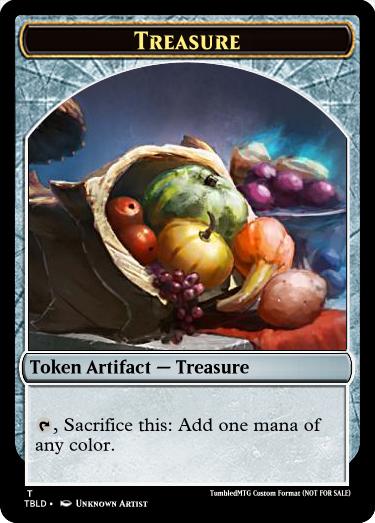 TREASURE
Token Artifact — Treasure
, Sacrifice this: Add one mana of
any color.
T
TBLD • UNKNOWN ARTIST
TumbledMTG Custom Format (NOT FOR SALE)